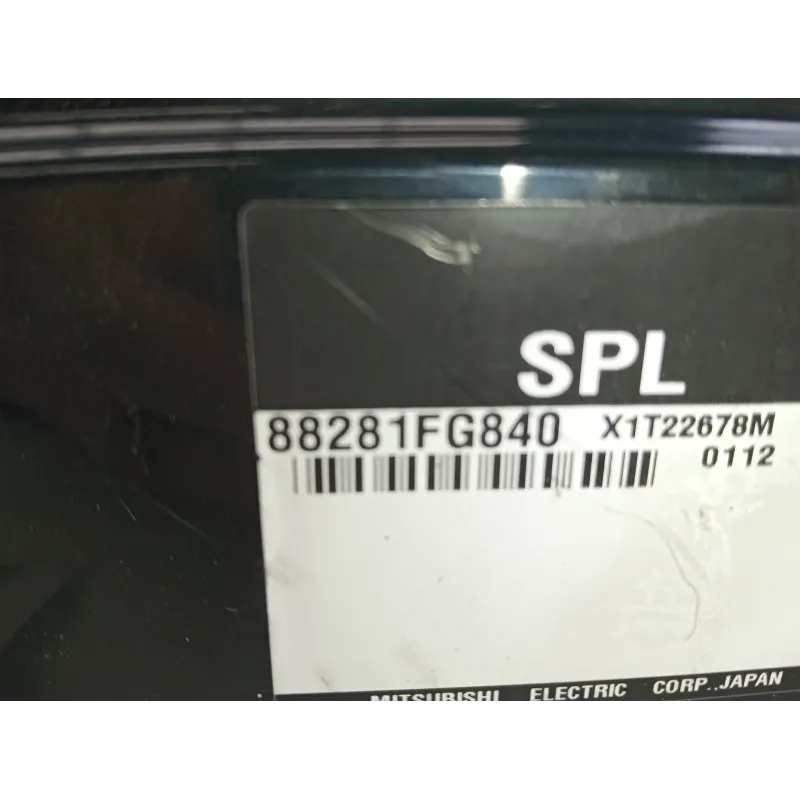 SPL
88281FG840 X1T22678M
0112
MITSUBISHI ELECTRIC CORP., JAPAN